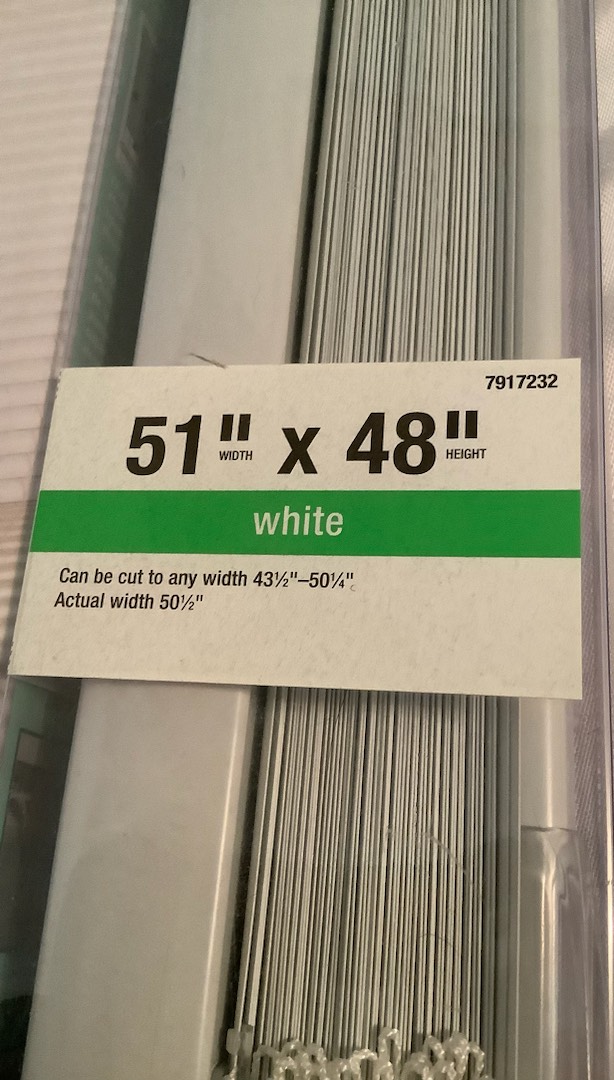 7917232
51" WIDTH x 48" HEIGHT
white
Can be cut to any width 43½"–50¼"
Actual width 50½"